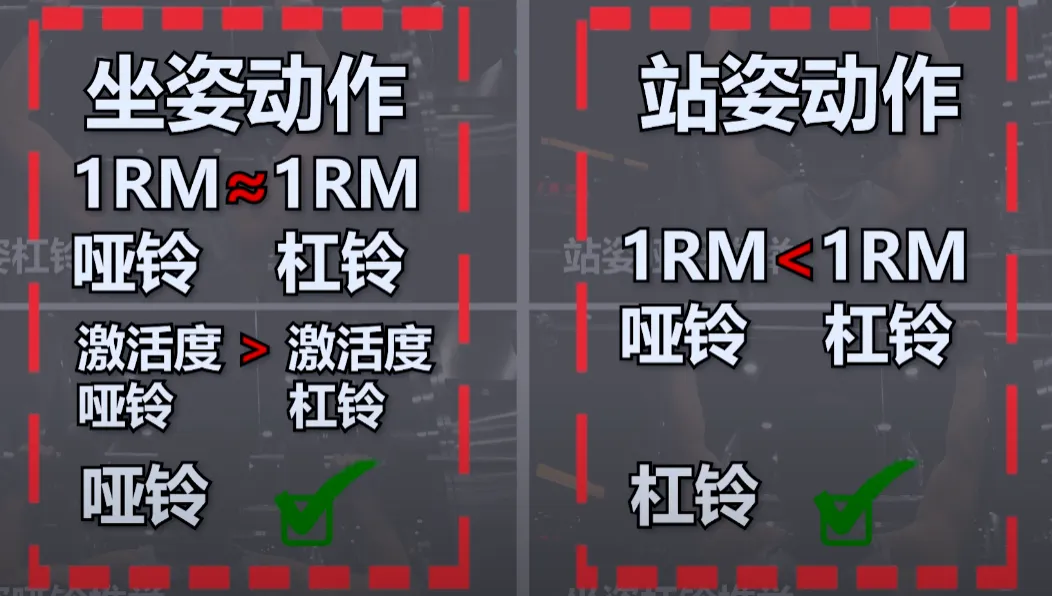 坐姿动作
1RM≈1RM
哑铃 杠铃
激活度 > 激活度
哑铃 杠铃
哑铃
站姿动作
1RM<1RM
哑铃 杠铃
杠铃